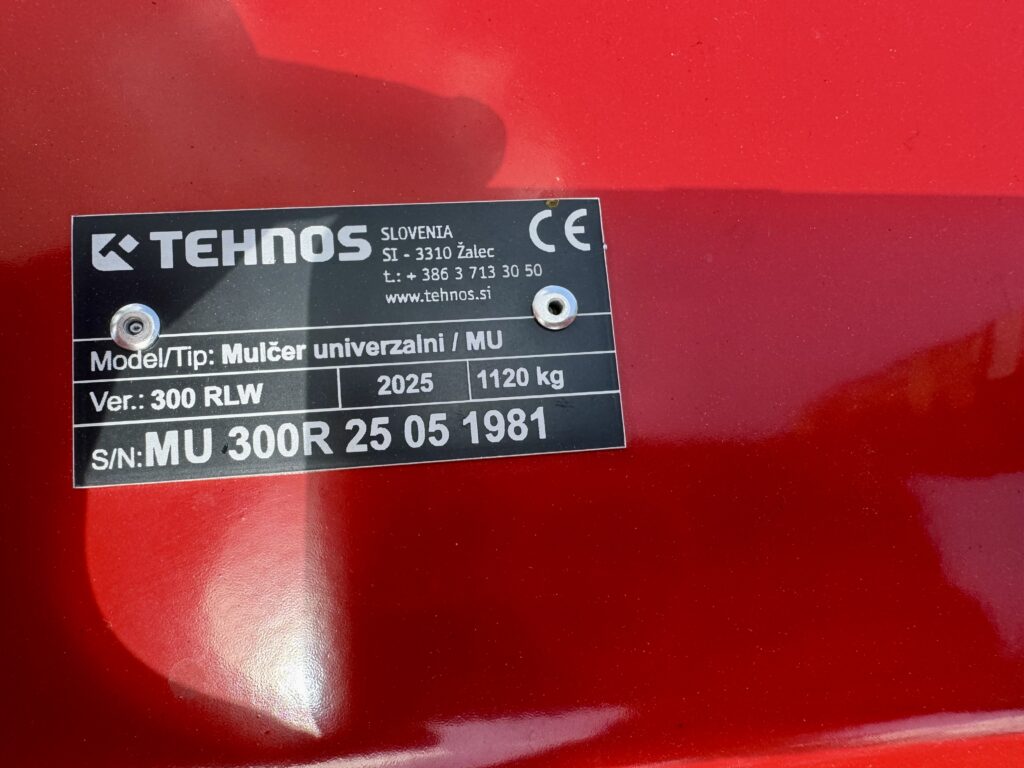 TEHNOS
SLOVENIA
SI - 3310 Žalec
t.: + 386 3 713 30 50
www.tehnos.si
CE
Model/Tip: Mulčer univerzalni / MU
Ver.: 300 RLW 2025 1120 kg
S/N: MU 300R 25 05 1981